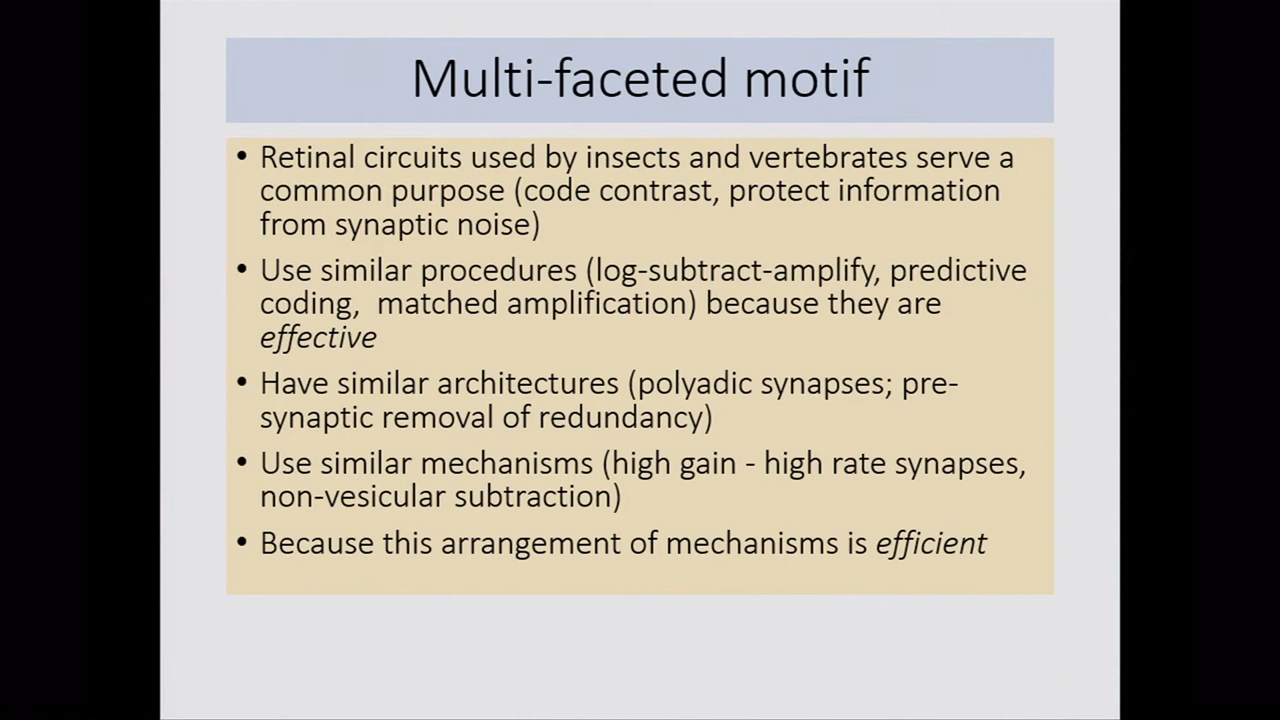 Multi-faceted motif
• Retinal circuits used by insects and vertebrates serve a
common purpose (code contrast, protect information
from synaptic noise)
• Use similar procedures (log-subtract-amplify, predictive
coding,  matched amplification) because they are
effective
• Have similar architectures (polyadic synapses; pre-
synaptic removal of redundancy)
• Use similar mechanisms (high gain - high rate synapses,
non-vesicular subtraction)
• Because this arrangement of mechanisms is efficient